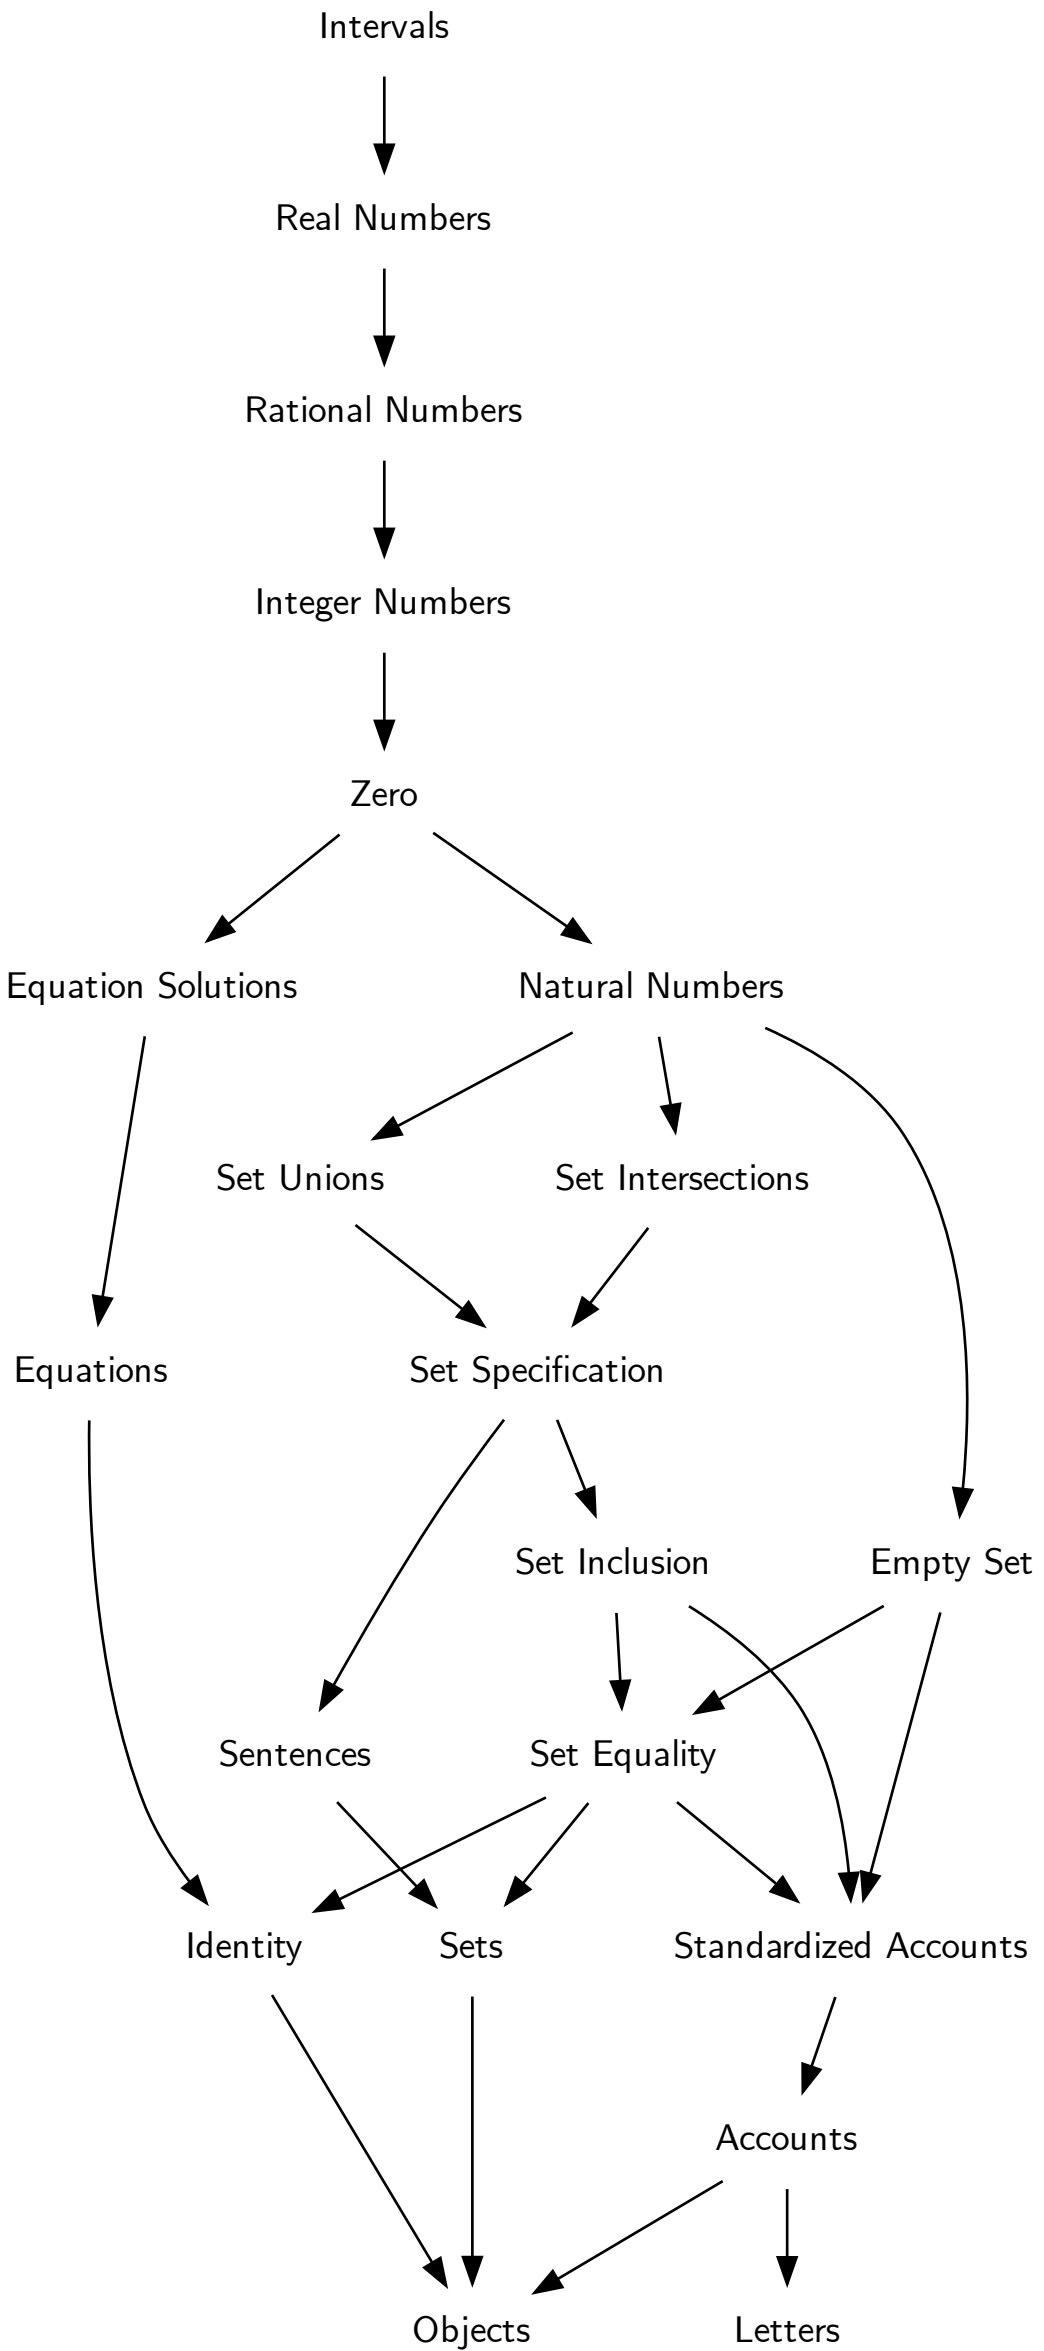 Intervals
Real Numbers
Rational Numbers
Integer Numbers
Zero
Equation Solutions
Natural Numbers
Set Unions
Set Intersections
Equations
Set Specification
Set Inclusion
Empty Set
Sentences
Set Equality
Identity
Sets
Standardized Accounts
Accounts
Objects
Letters